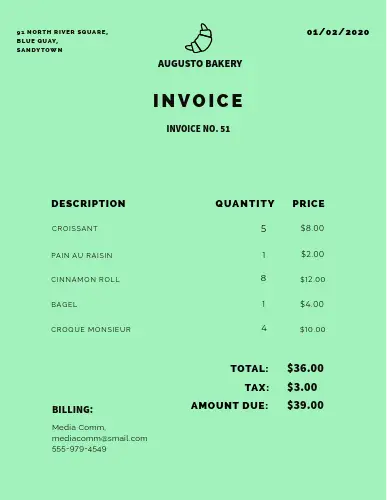 91 NORTH RIVER SQUARE,
BLUE QUAY,
SANDYTOWN
01/02/2020
AUGUSTO BAKERY
INVOICE
INVOICE NO. 51
DESCRIPTION QUANTITY PRICE
CROISSANT 5 $8.00
PAIN AU RAISIN 1 $2.00
CINNAMON ROLL 8 $12.00
BAGEL 1 $4.00
CROQUE MONSIEUR 4 $10.00
TOTAL: $36.00
TAX: $3.00
AMOUNT DUE: $39.00
BILLING:
Media Comm,
mediacomm@smail.com
555-979-4549